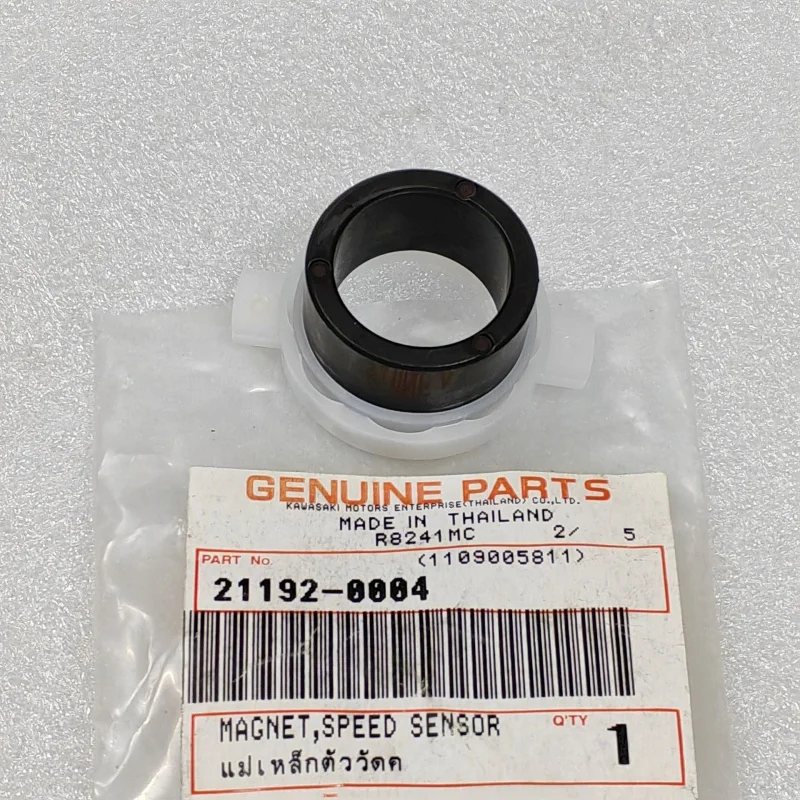 GENUINE PARTS
KAWASAKI MOTORS ENTERPRISE(THAILAND) CO.,LTD.
MADE IN THAILAND
R8241MC 2/ 5
PART No. (1109005811)
21192-0004
MAGNET,SPEED SENSOR Q'TY 1
แม่เหล็กตัววัดค